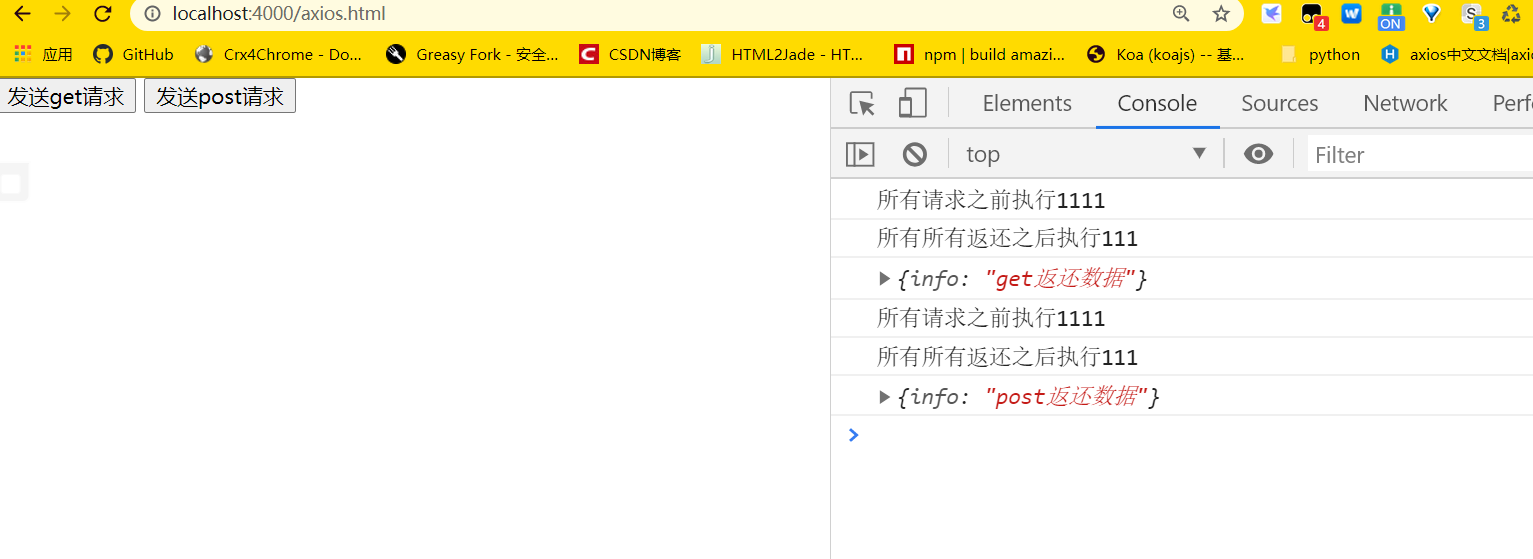 localhost:4000/axios.html
4
W
ON
S
3
应用
GitHub
Crx4Chrome - Do...
Greasy Fork - 安全...
C
CSDN博客
HTML2Jade - HT...
npm | build amazi...
Koa (koajs) -- 基...
python
axios中文文档|axio
发送get请求 发送post请求
Elements Console Sources Network Perf
top ▼ Filter
所有请求之前执行1111
所有所有返还之后执行111
▶{info: "get返还数据"}
所有请求之前执行1111
所有所有返还之后执行111
▶{info: "post返还数据"}
>